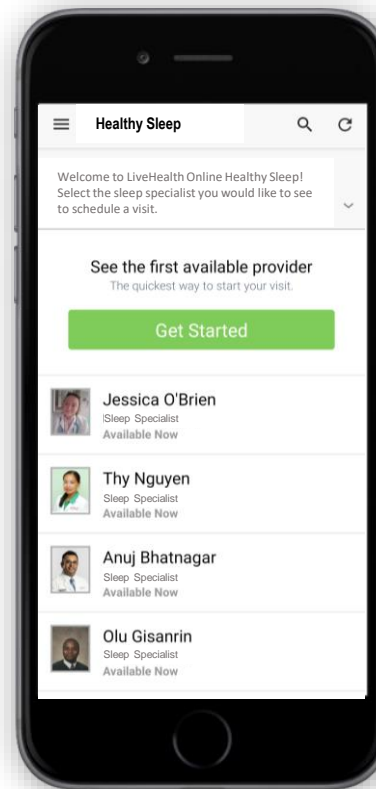 Healthy Sleep
Welcome to LiveHealth Online Healthy Sleep!
Select the sleep specialist you would like to see
to schedule a visit.
See the first available provider
The quickest way to start your visit.
Get Started
Jessica O'Brien
Sleep Specialist
Available Now
Thy Nguyen
Sleep Specialist
Available Now
Anuj Bhatnagar
Sleep Specialist
Available Now
Olu Gisanrin
Sleep Specialist
Available Now